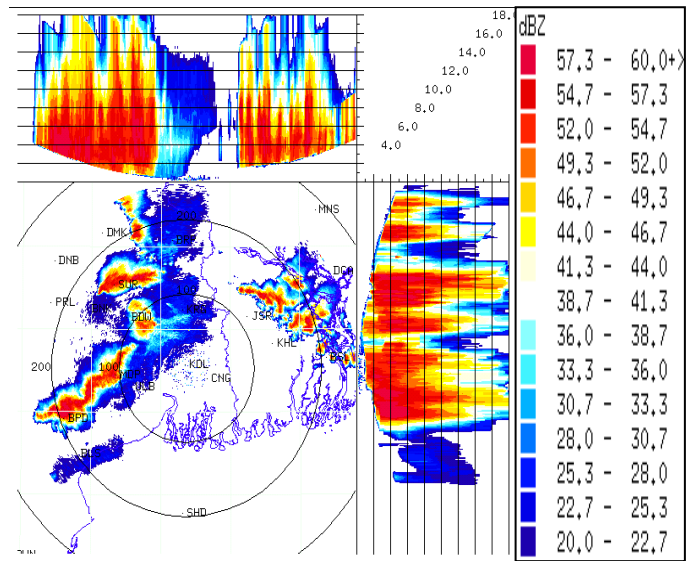 18.0
16.0
14.0
12.0
10.0
8.0
6.0
4.0
dBZ
57.3 - 60.0+>
54.7 - 57.3
52.0 - 54.7
49.3 - 52.0
46.7 - 49.3
44.0 - 46.7
41.3 - 44.0
38.7 - 41.3
36.0 - 38.7
33.3 - 36.0
30.7 - 33.3
28.0 - 30.7
25.3 - 28.0
22.7 - 25.3
20.0 - 22.7
MNS
200
DMK
DNB
DCA
SUR
100
PRL
BDW
JSR
KHL
200
100
KDL
CNG
BPD
BLS
SHD